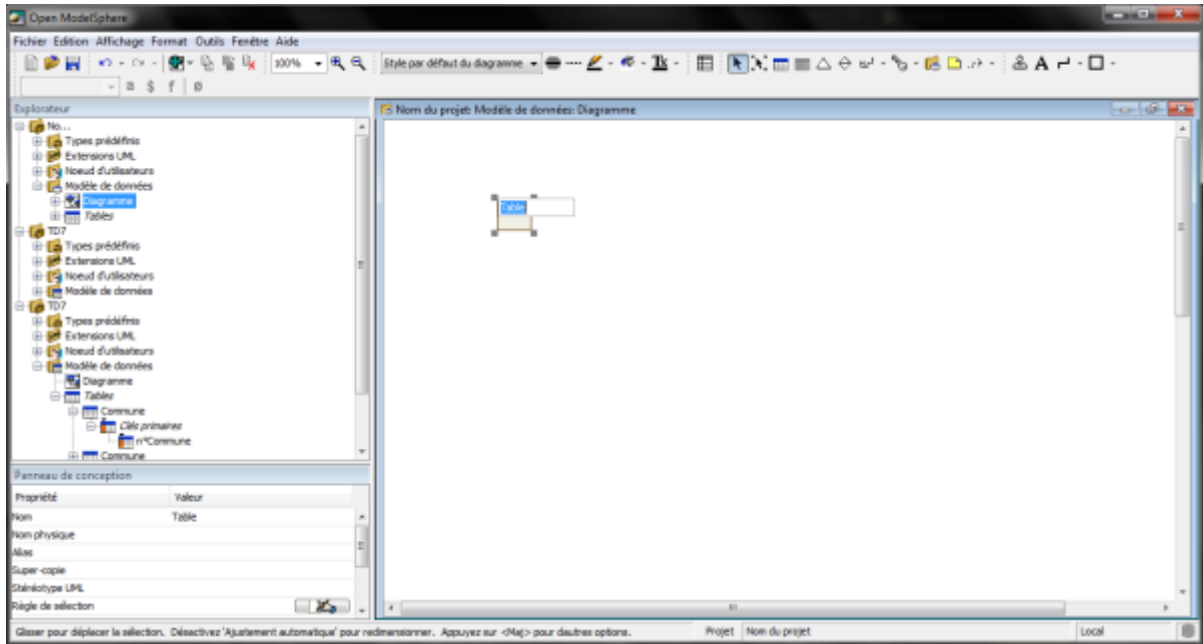 Open ModelSphere
Fichier Edition Affichage Format Outils Fenêtre Aide
100%
Style par défaut du diagramme
a $ f ø
Explorateur
Nom du projet: Modèle de données: Diagramme
No...
Types prédéfinis
Extensions UML
Noeud d'utilisateurs
Modèle de données
Diagramme
Tables
TD7
Types prédéfinis
Extensions UML
Noeud d'utilisateurs
Modèle de données
TD7
Types prédéfinis
Extensions UML
Noeud d'utilisateurs
Modèle de données
Diagramme
Tables
Commune
Clés primaires
n°Commune
Commune
Table
Panneau de conception
Propriété Valeur
Nom Table
Nom physique
Alias
Super-copie
Stéréotype UML
Règle de sélection
Glisser pour déplacer la sélection. Désactivez 'Ajustement automatique' pour redimensionner. Appuyez sur <Maj> pour dautres options. Projet Nom du projet Local